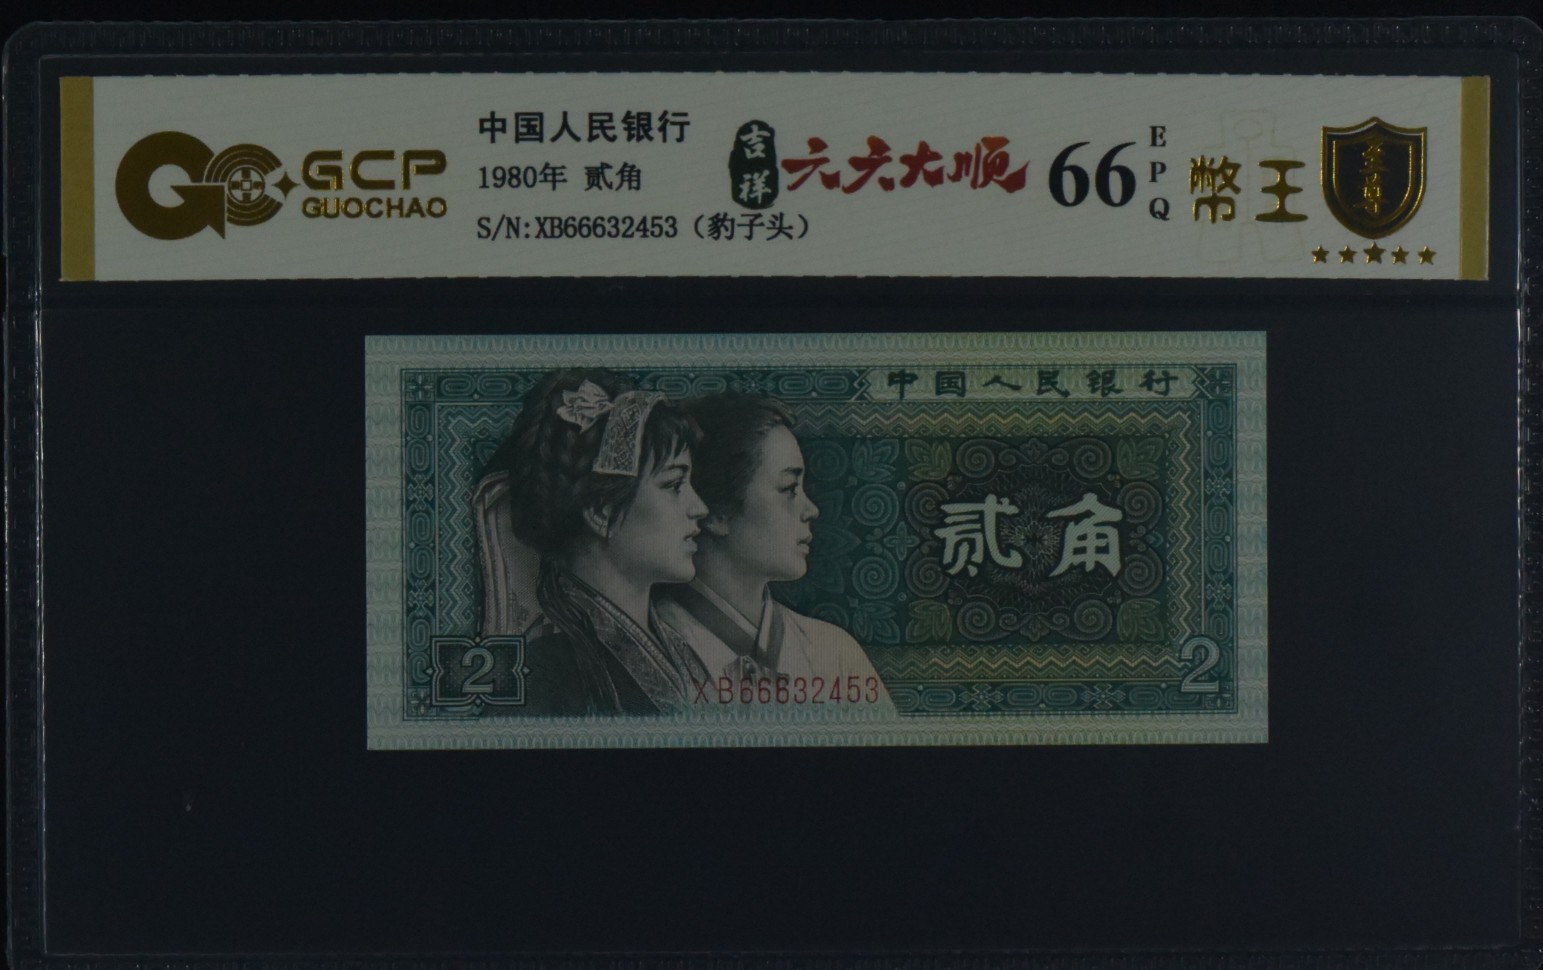 GCP
GUOCHAO
中国人民银行
1980年 贰角
S/N:XB66632453（豹子头）
吉祥
六六大顺
66
EPQ
幣王
至尊
中国人民银行
贰角
2
2
XB66632453